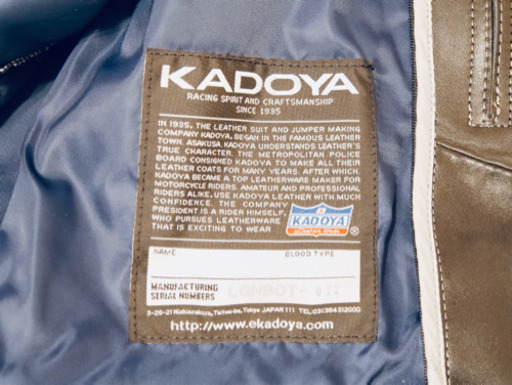 KADOYA
RACING SPIRIT AND CRAFTSMANSHIP
SINCE 1935
IN 1935, THE LEATHER SUIT AND JUMPER MAKING
COMPANY KADOYA, BEGAN IN THE FAMOUS LEATHER
TOWN, ASAKUSA. KADOYA UNDERSTANDS LEATHER'S
TRUE CHARACTER. THE METROPOLITAN POLICE
BOARD CONSIGNED KADOYA TO MAKE ALL THEIR
LEATHER COATS FOR MANY YEARS. AFTER WHICH,
KADOYA BECAME A TOP LEATHERWARE MAKER FOR
MOTORCYCLE RIDERS. AMATEUR AND PROFESSIONAL
RIDERS ALIKE, USE KADOYA LEATHER WITH MUCH
CONFIDENCE. THE COMPANY
PRESIDENT IS A RIDER HIMSELF,
WHO PURSUES LEATHERWARE
THAT IS EXCITING TO WEAR
KADOYA
®
NAME BLOOD TYPE
MANUFACTURING
SERIAL NUMBERS
Tokyo JAPAN
http://www.ekadoya.com/